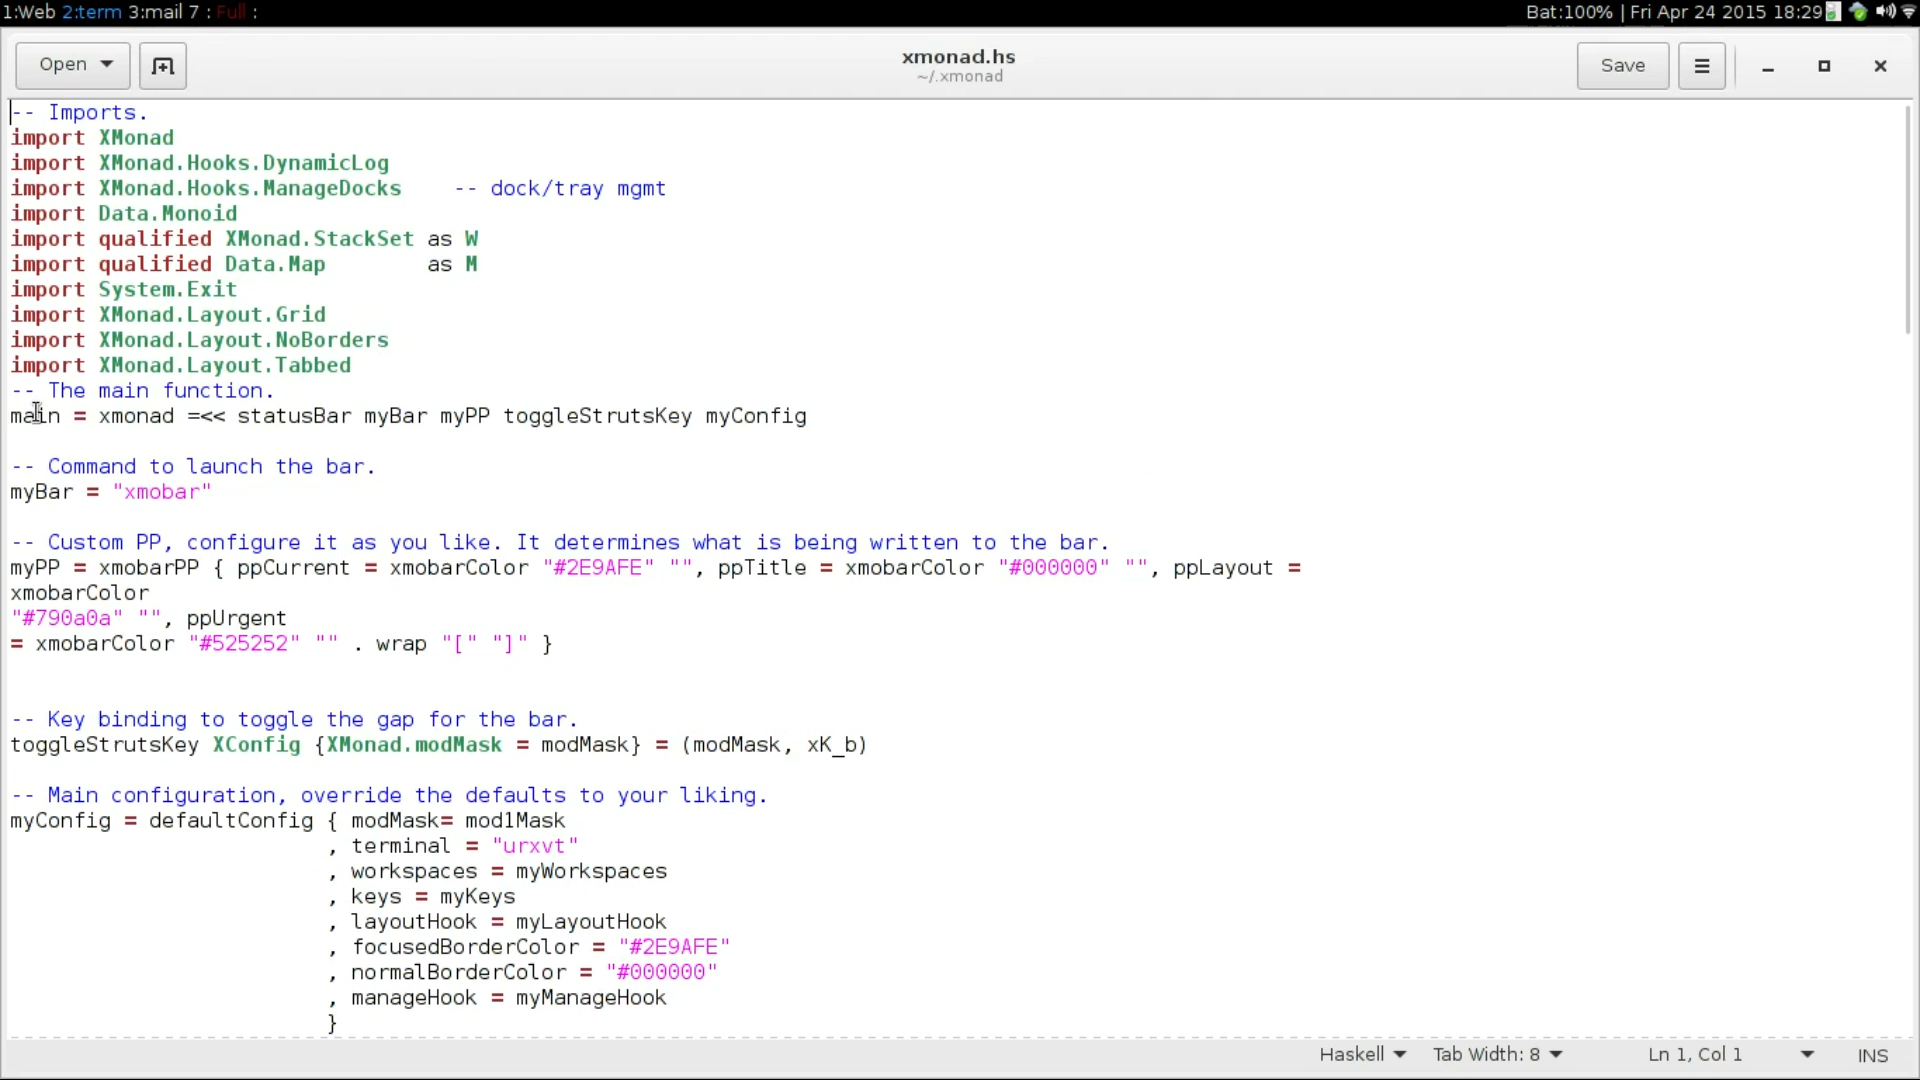 1:Web 2:term 3:mail 7 : Full : Bat:100% | Fri Apr 24 2015 18:29
Open xmonad.hs Save
~/.xmonad
-- Imports.
import XMonad
import XMonad.Hooks.DynamicLog
import XMonad.Hooks.ManageDocks    -- dock/tray mgmt
import Data.Monoid
import qualified XMonad.StackSet as W
import qualified Data.Map        as M
import System.Exit
import XMonad.Layout.Grid
import XMonad.Layout.NoBorders
import XMonad.Layout.Tabbed
-- The main function.
main = xmonad =<< statusBar myBar myPP toggleStrutsKey myConfig
-- Command to launch the bar.
myBar = "xmobar"
-- Custom PP, configure it as you like. It determines what is being written to the bar.
myPP = xmobarPP { ppCurrent = xmobarColor "#2E9AFE" "", ppTitle = xmobarColor "#000000" "", ppLayout =
xmobarColor
"#790a0a" "", ppUrgent
= xmobarColor "#525252" "" . wrap "[" "]" }
-- Key binding to toggle the gap for the bar.
toggleStrutsKey XConfig {XMonad.modMask = modMask} = (modMask, xK_b)
-- Main configuration, override the defaults to your liking.
myConfig = defaultConfig { modMask= mod1Mask
, terminal = "urxvt"
, workspaces = myWorkspaces
, keys = myKeys
, layoutHook = myLayoutHook
, focusedBorderColor = "#2E9AFE"
, normalBorderColor = "#000000"
, manageHook = myManageHook
}
Haskell Tab Width: 8 Ln 1, Col 1 INS